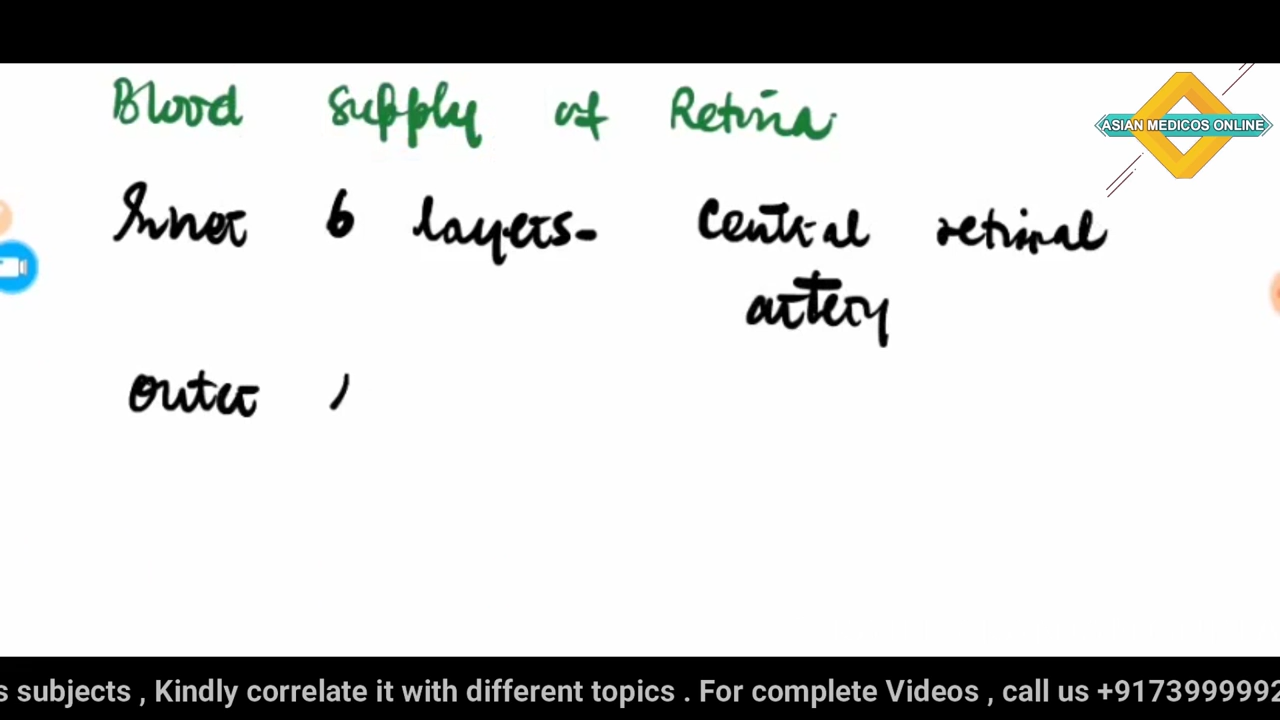 Blood supply of Retina
ASIAN MEDICOS ONLINE
Inner 6 layers- central retinal
artery
outer
s subjects , Kindly correlate it with different topics . For complete Videos , call us +9173999992